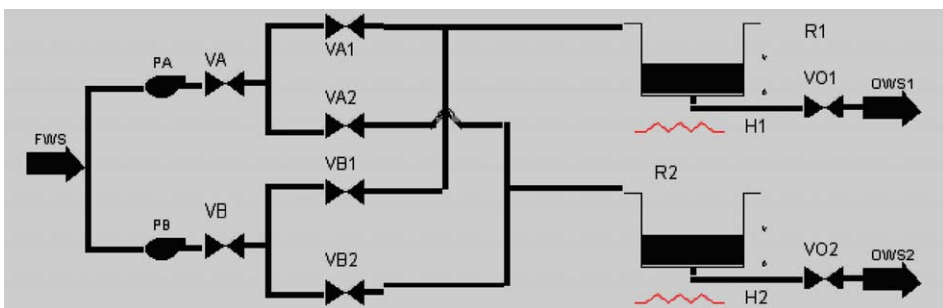 FWS
PA
VA
VA1
VA2
PB
VB
VB1
VB2
R1
VO1
OWS1
H1
R2
VO2
OWS2
H2